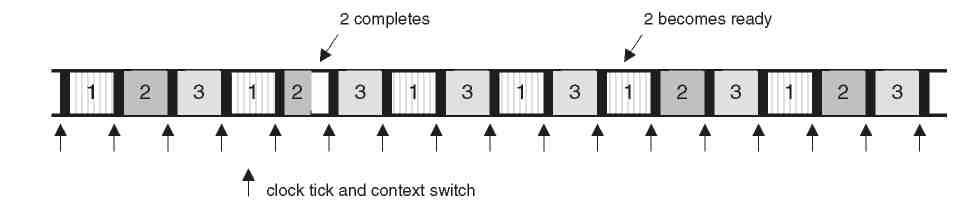 2 completes
2 becomes ready
1 2 3 1 2 3 1 3 1 3 1 2 3 1 2 3
clock tick and context switch